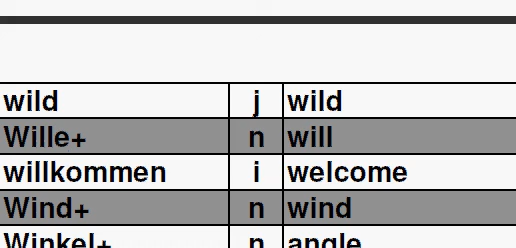 wild j wild
Wille+ n will
willkommen i welcome
Wind+ n wind
Winkel+ n angle